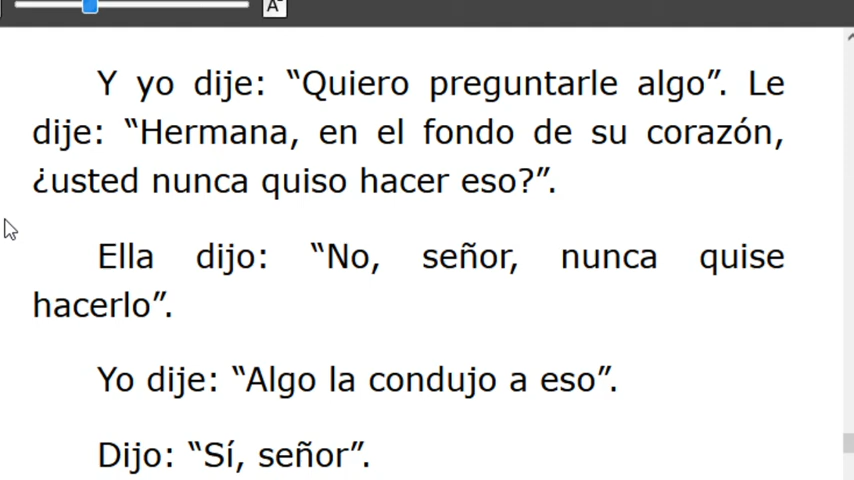 A
Y yo dije: “Quiero preguntarle algo”. Le
dije: “Hermana, en el fondo de su corazón,
¿usted nunca quiso hacer eso?”.
Ella dijo: “No, señor, nunca quise
hacerlo”.
Yo dije: “Algo la condujo a eso”.
Dijo: “Sí, señor”.